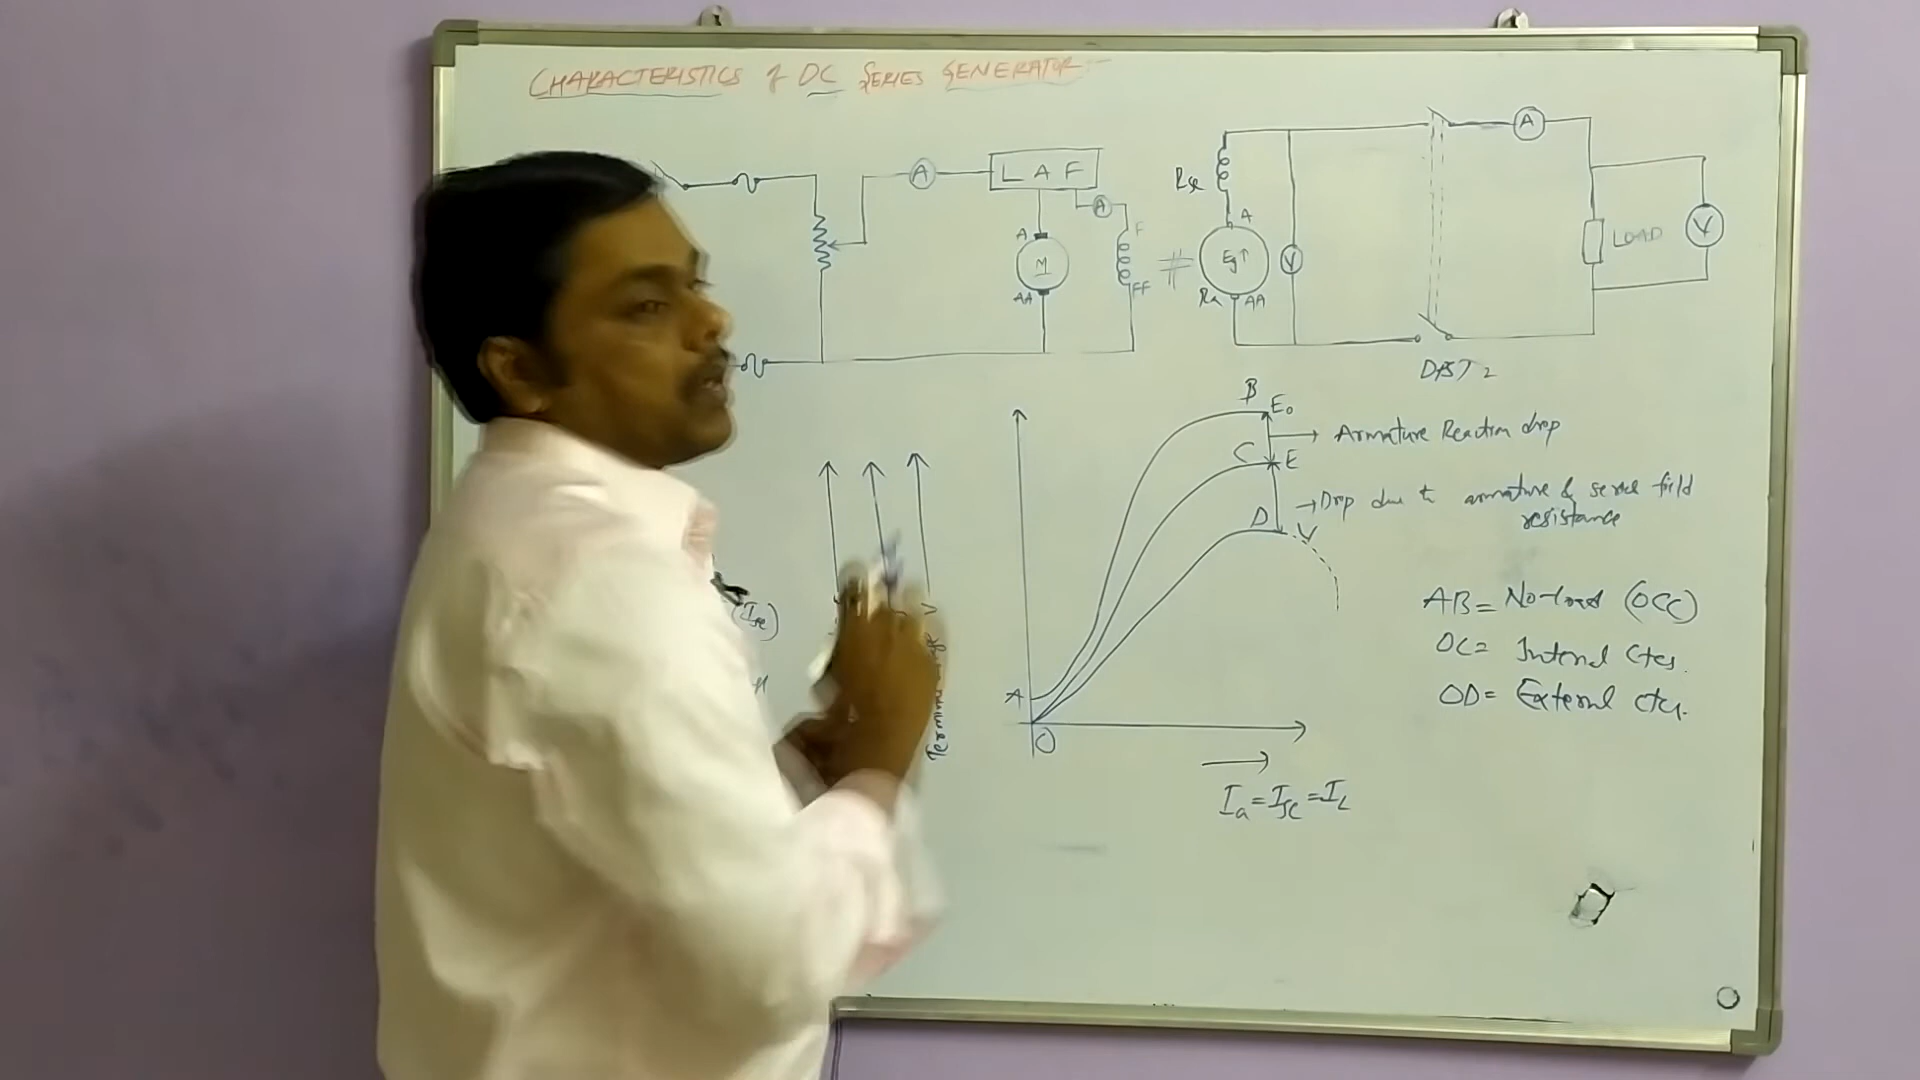 CHARACTERISTICS of DC SERIES GENERATOR
A
L A F
A
A
M
AA
F
FF
Rse
A
Eg↑
Ra
AA
V
A
LOAD
V
DPST 2
B
E₀
→ Armature Reaction drop
C
E
→ Drop due to armature & series field
resistance
D
V
A
O
AB = No-load (OCC)
OC = Internal Ctcs.
OD = External ctcs.
Ia = Ise = IL
(Ise)
V